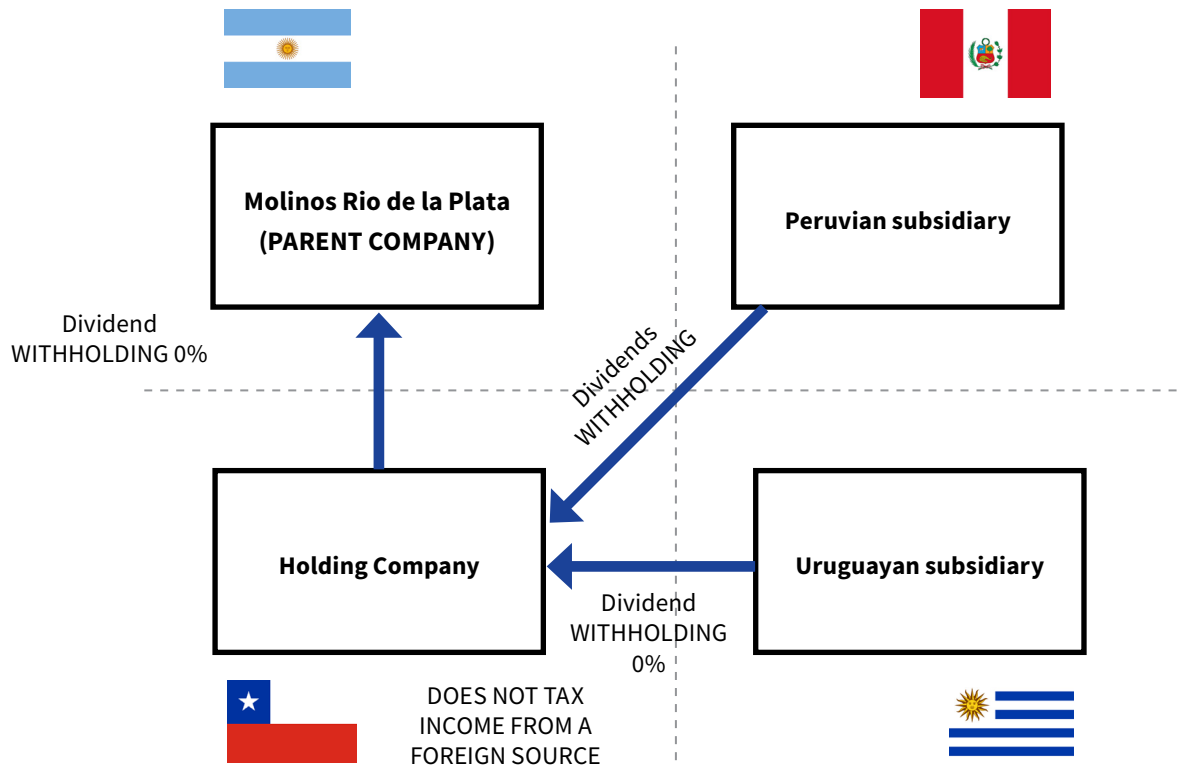 Molinos Rio de la Plata
(PARENT COMPANY)
Peruvian subsidiary
Dividend
WITHHOLDING 0%
Dividends
WITHHOLDING
Holding Company
Uruguayan subsidiary
Dividend
WITHHOLDING
0%
DOES NOT TAX
INCOME FROM A
FOREIGN SOURCE